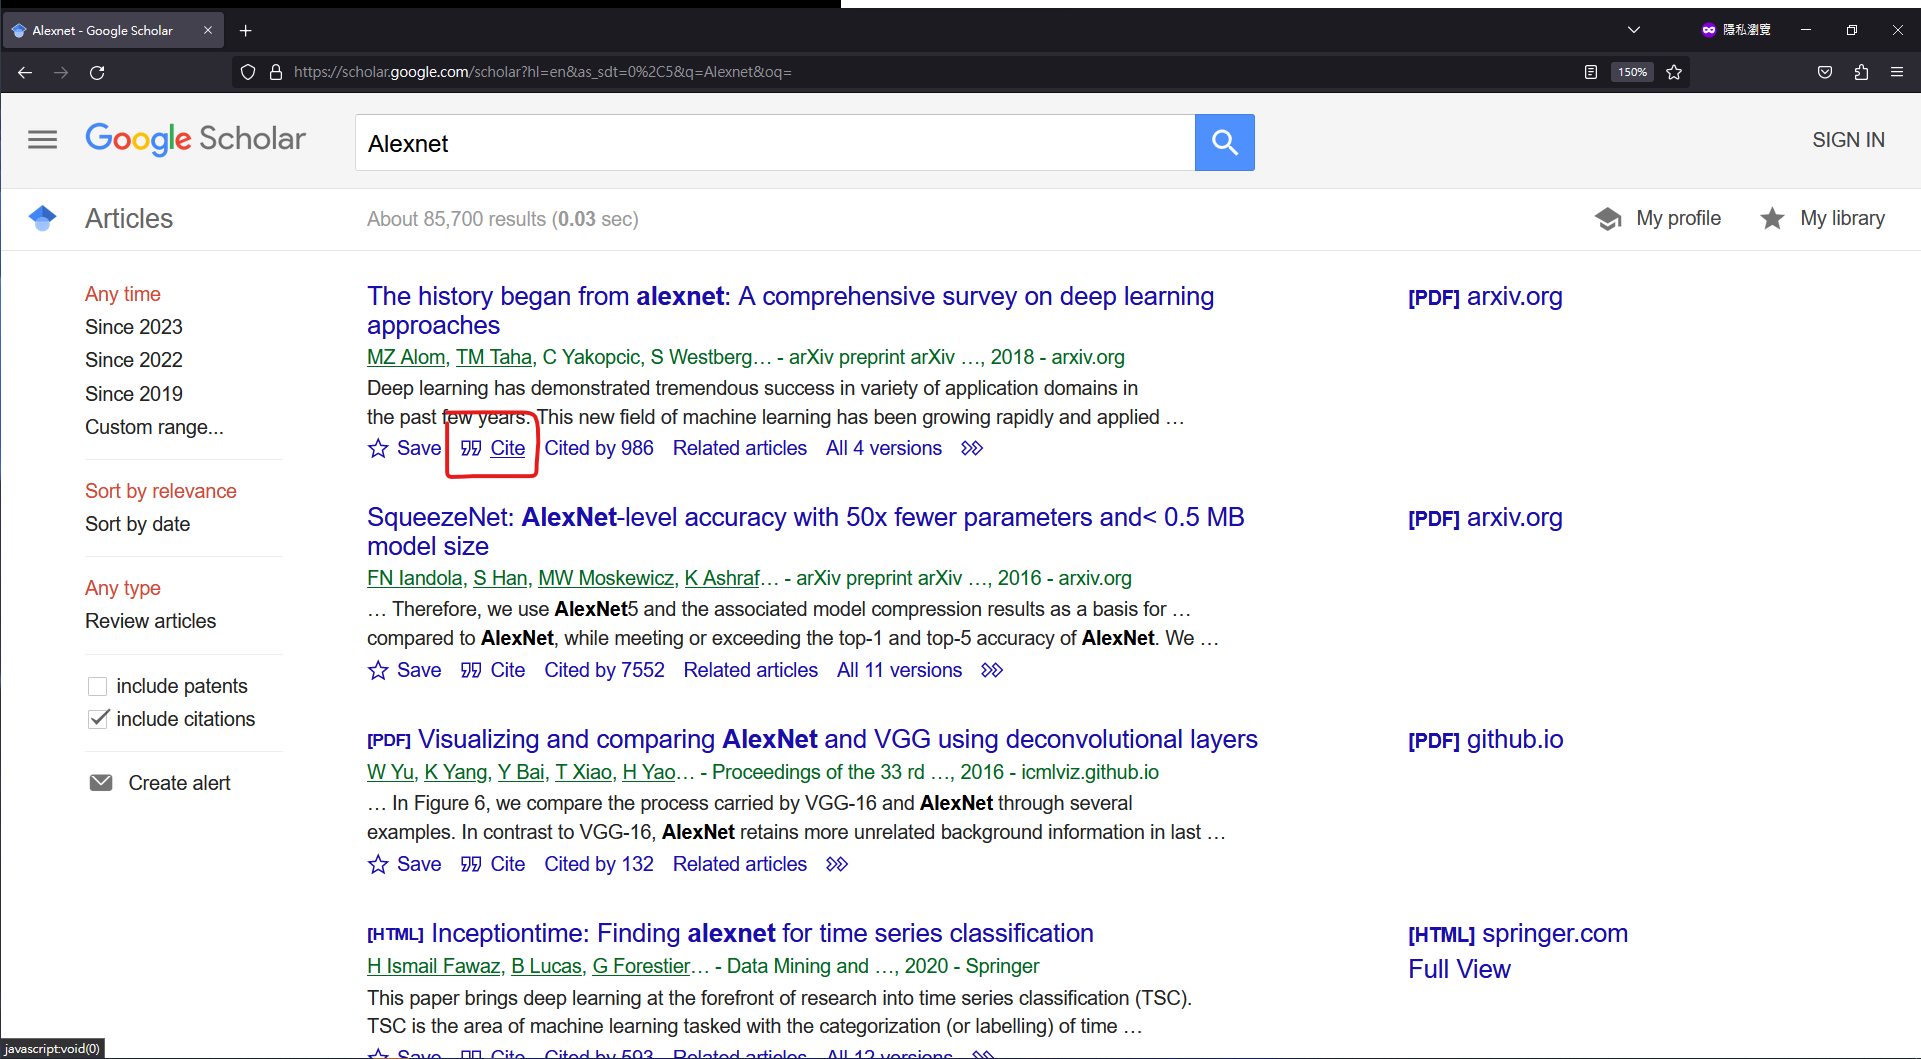 Alexnet - Google Scholar
隱私瀏覽
https://scholar.google.com/scholar?hl=en&as_sdt=0%2C5&q=Alexnet&oq=
150%
Google Scholar
Alexnet
SIGN IN
Articles
About 85,700 results (0.03 sec)
My profile
My library
Any time
Since 2023
Since 2022
Since 2019
Custom range...
Sort by relevance
Sort by date
Any type
Review articles
include patents
include citations
Create alert
The history began from alexnet: A comprehensive survey on deep learning
approaches
MZ Alom, TM Taha, C Yakopcic, S Westberg… - arXiv preprint arXiv …, 2018 - arxiv.org
Deep learning has demonstrated tremendous success in variety of application domains in
the past few years. This new field of machine learning has been growing rapidly and applied …
Save Cite Cited by 986 Related articles All 4 versions
[PDF] arxiv.org
SqueezeNet: AlexNet-level accuracy with 50x fewer parameters and< 0.5 MB
model size
FN Iandola, S Han, MW Moskewicz, K Ashraf… - arXiv preprint arXiv …, 2016 - arxiv.org
… Therefore, we use AlexNet5 and the associated model compression results as a basis for …
compared to AlexNet, while meeting or exceeding the top-1 and top-5 accuracy of AlexNet. We …
Save Cite Cited by 7552 Related articles All 11 versions
[PDF] arxiv.org
[PDF] Visualizing and comparing AlexNet and VGG using deconvolutional layers
W Yu, K Yang, Y Bai, T Xiao, H Yao… - Proceedings of the 33 rd …, 2016 - icmlviz.github.io
… In Figure 6, we compare the process carried by VGG-16 and AlexNet through several
examples. In contrast to VGG-16, AlexNet retains more unrelated background information in last …
Save Cite Cited by 132 Related articles
[PDF] github.io
[HTML] Inceptiontime: Finding alexnet for time series classification
H Ismail Fawaz, B Lucas, G Forestier… - Data Mining and …, 2020 - Springer
This paper brings deep learning at the forefront of research into time series classification (TSC).
TSC is the area of machine learning tasked with the categorization (or labelling) of time …
Save Cite Cited by 593 Related articles All 12 versions
[HTML] springer.com
Full View
javascript:void(0)